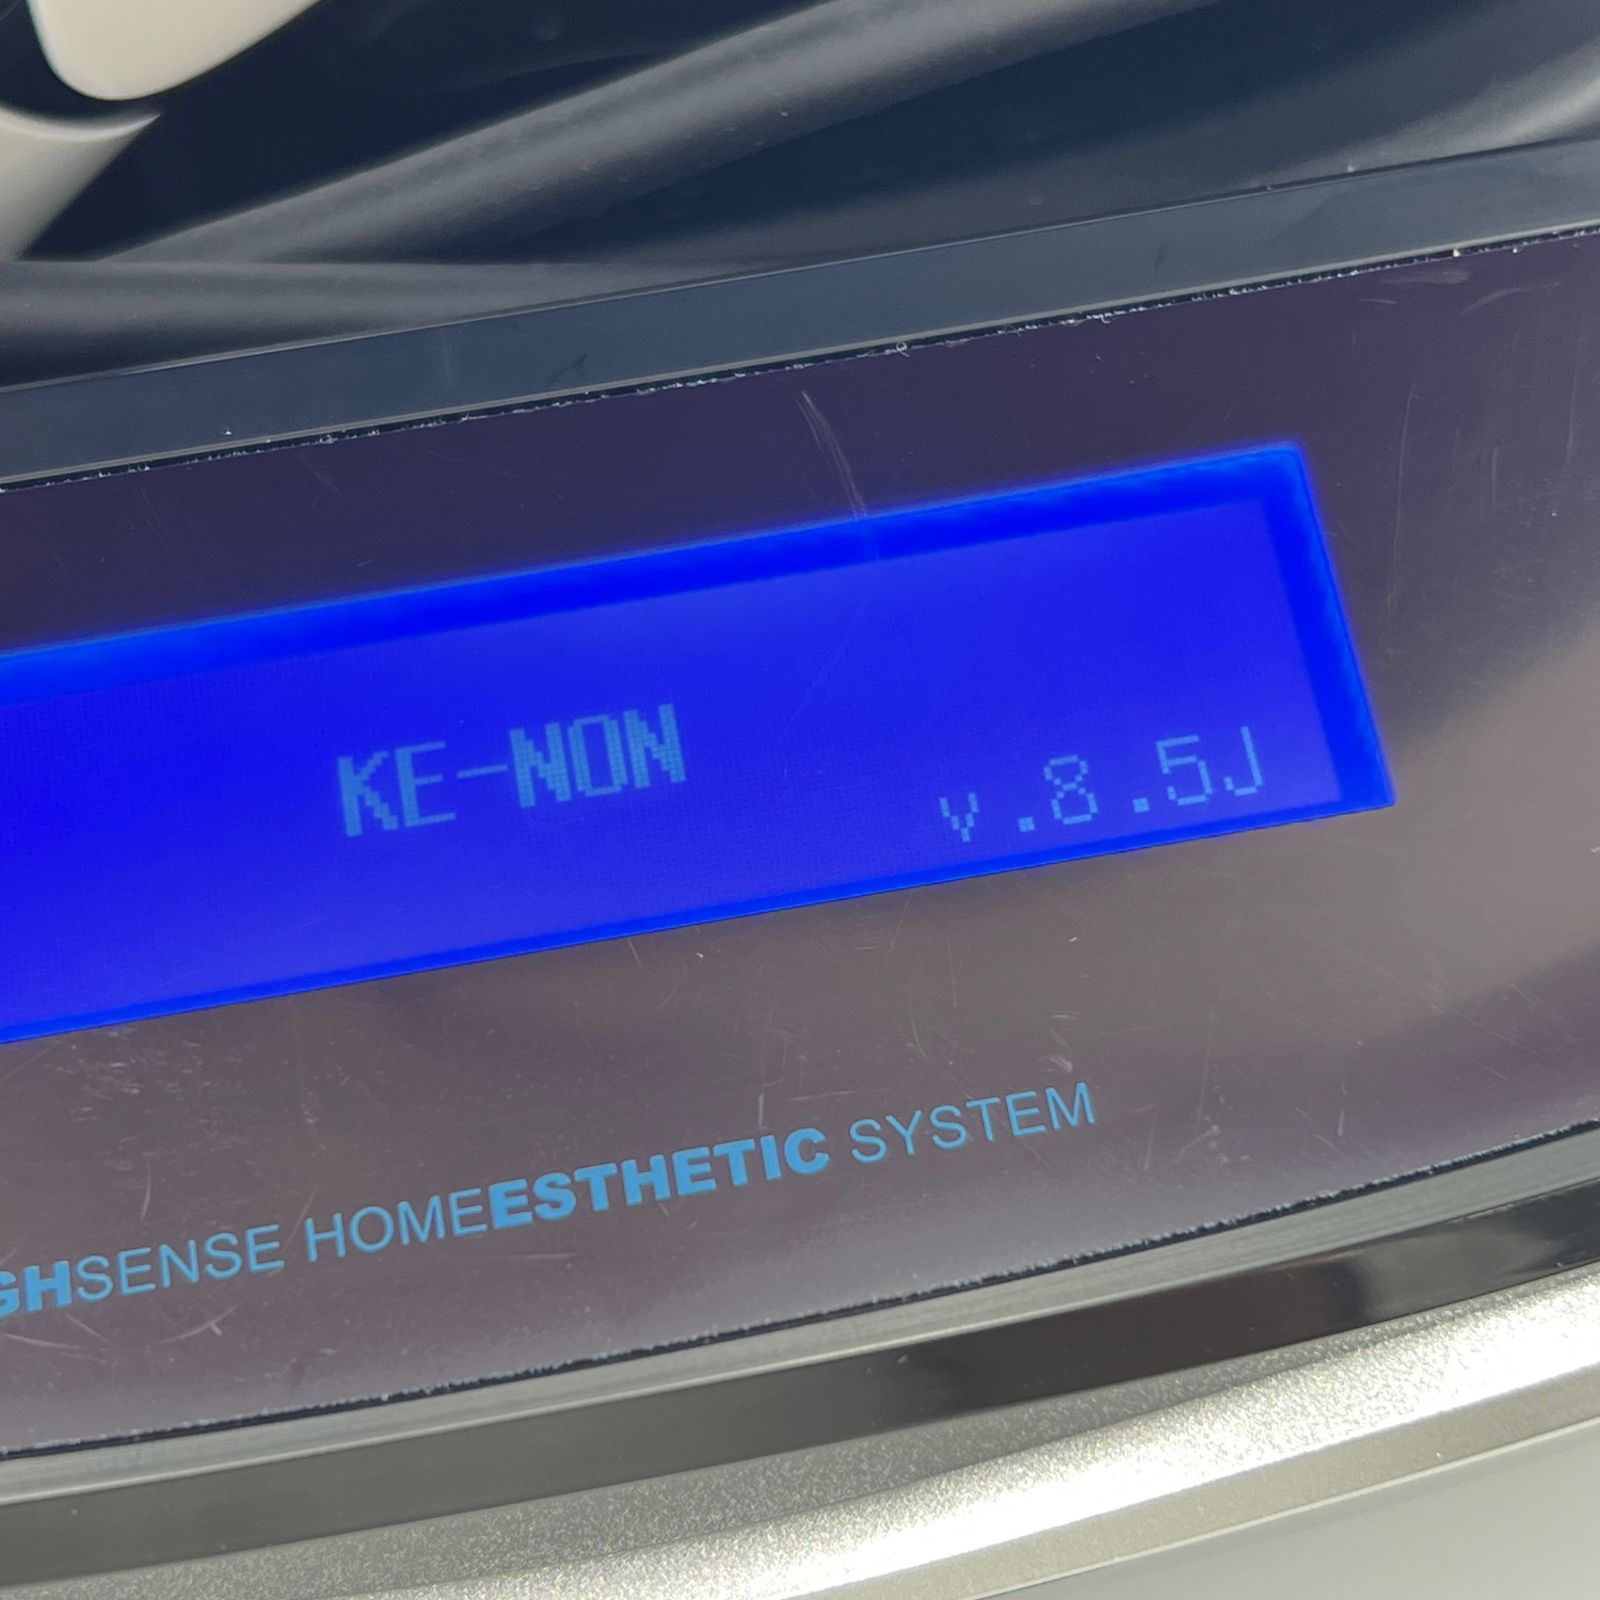 KE-NON
v.8.5J
GHSENSE HOMEESTHETIC SYSTEM